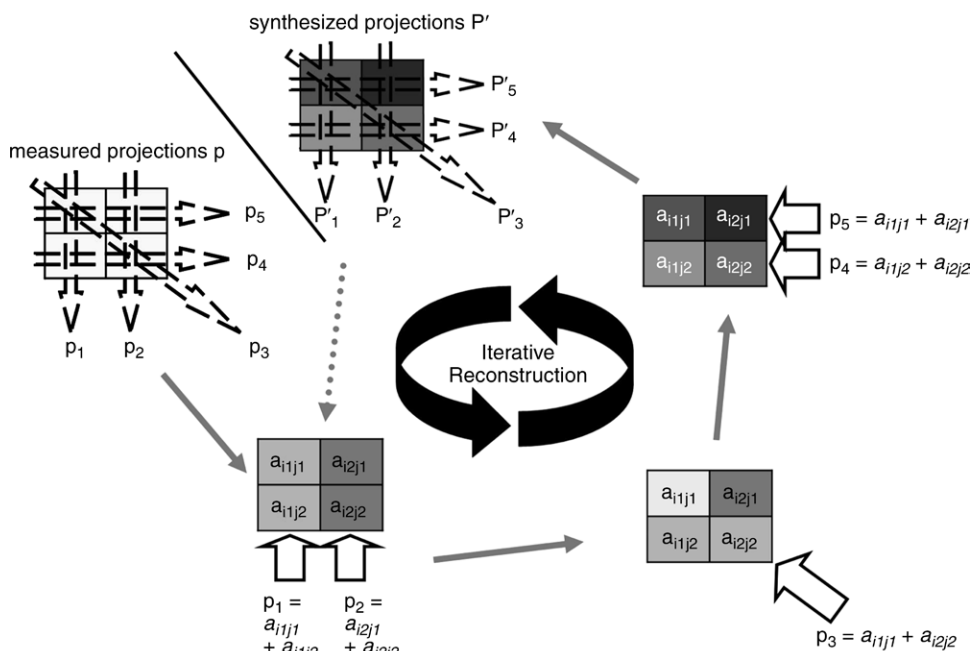 synthesized projections P′
P′5
P′4
P′1 P′2 P′3
measured projections p
p5
p4
p1 p2 p3
ai1j1 ai2j1
ai1j2 ai2j2
p5 = ai1j1 + ai2j1
p4 = ai1j2 + ai2j2
Iterative
Reconstruction
ai1j1 ai2j1
ai1j2 ai2j2
p1 = p2 =
ai1j1 ai2j1
+ ai1j2 + ai2j2
ai1j1 ai2j1
ai1j2 ai2j2
p3 = ai1j1 + ai2j2